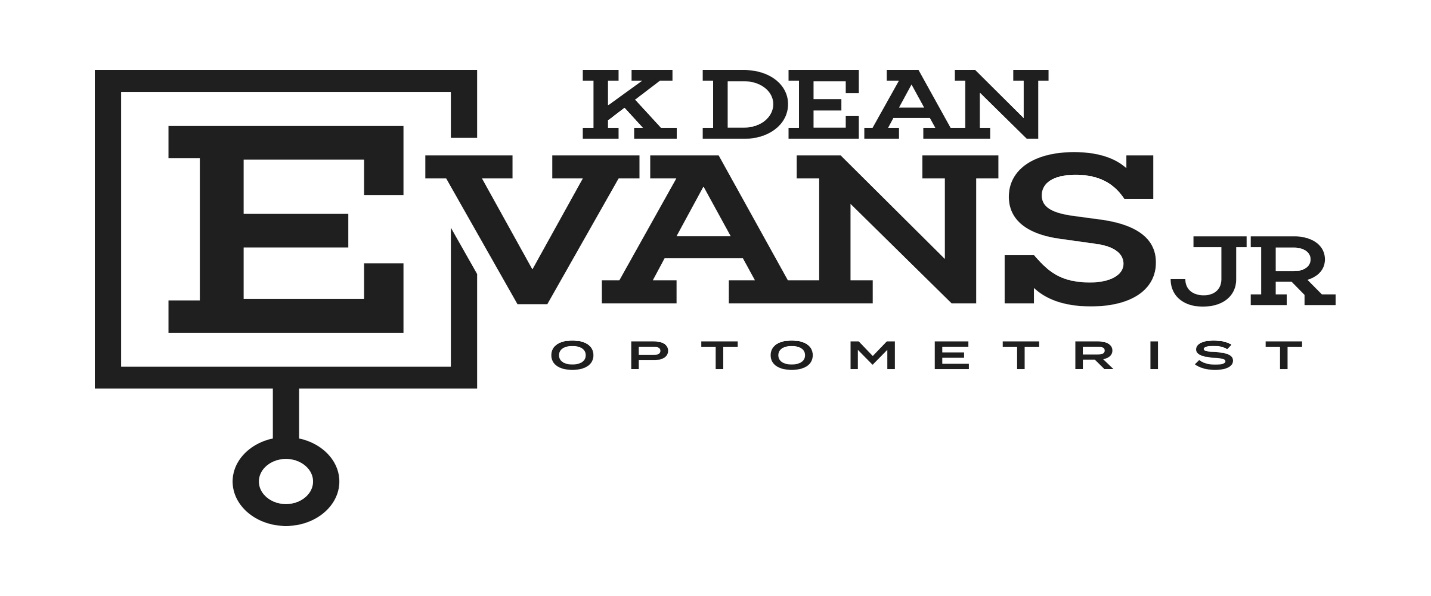 K DEAN
EVANS JR
OPTOMETRIST